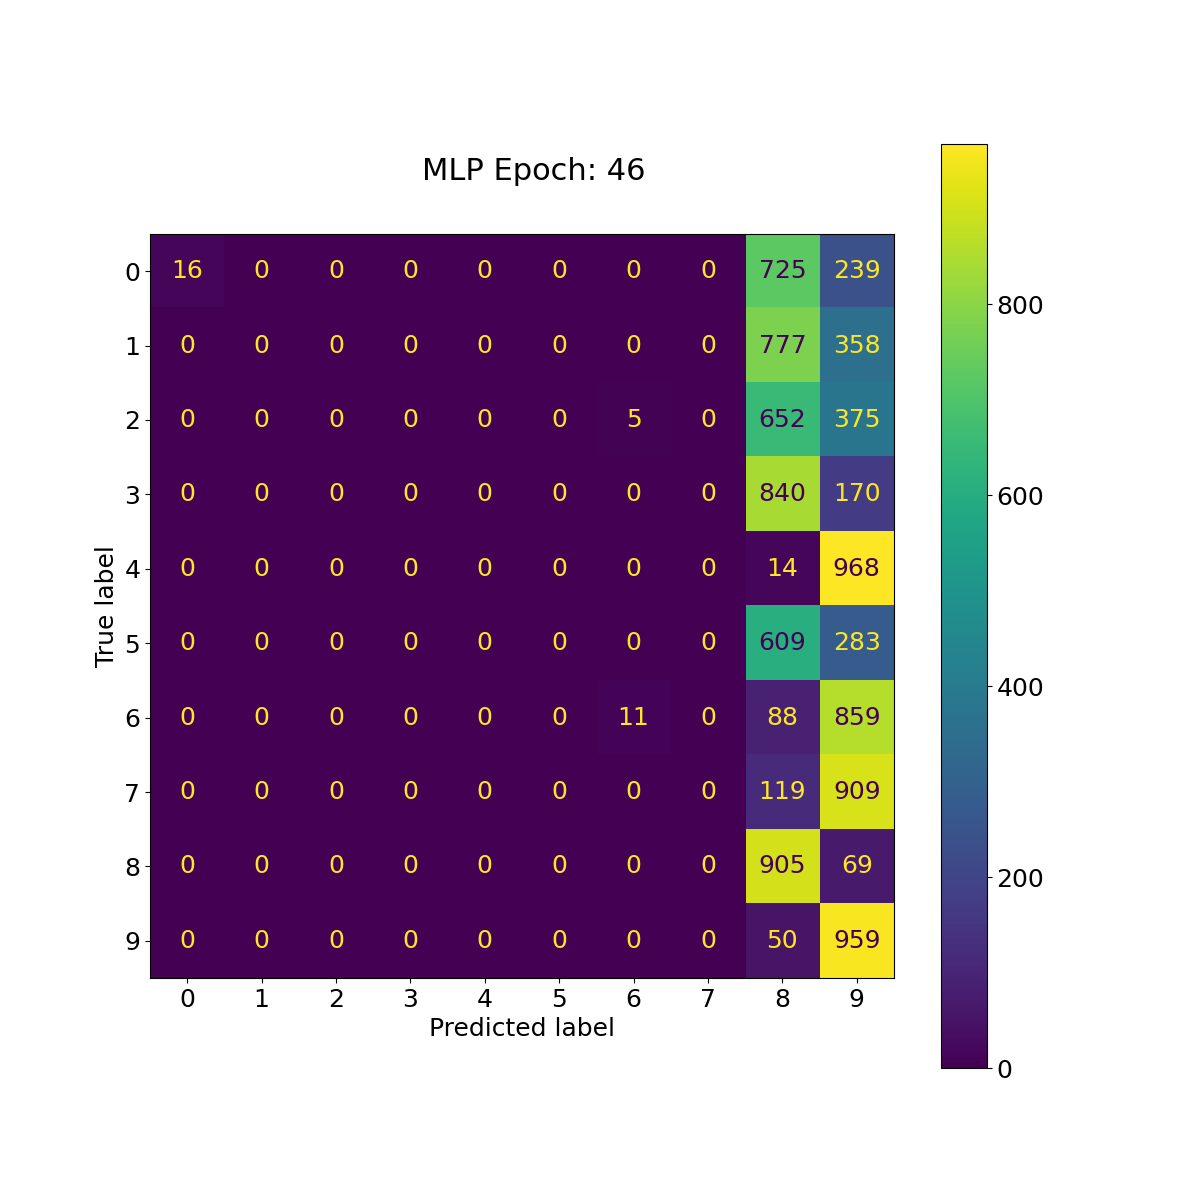 MLP Epoch: 46
0 16 0 0 0 0 0 0 0 725 239
1 0 0 0 0 0 0 0 0 777 358
2 0 0 0 0 0 0 5 0 652 375
3 0 0 0 0 0 0 0 0 840 170
4 0 0 0 0 0 0 0 0 14 968
5 0 0 0 0 0 0 0 0 609 283
6 0 0 0 0 0 0 11 0 88 859
7 0 0 0 0 0 0 0 0 119 909
8 0 0 0 0 0 0 0 0 905 69
9 0 0 0 0 0 0 0 0 50 959
0 1 2 3 4 5 6 7 8 9
Predicted label
True label
800
600
400
200
0